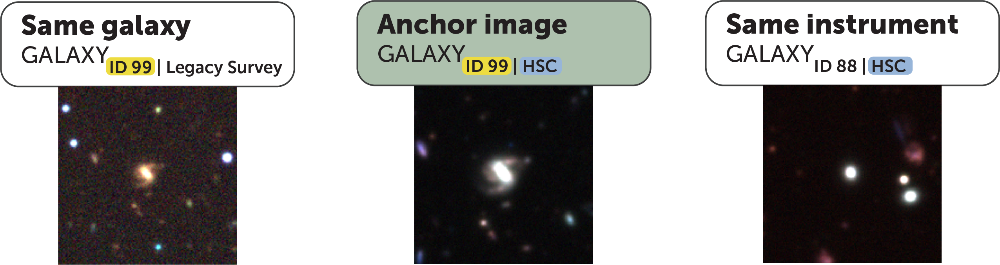 Same galaxy
GALAXY ID 99 | Legacy Survey
Anchor image
GALAXY ID 99 | HSC
Same instrument
GALAXY ID 88 | HSC